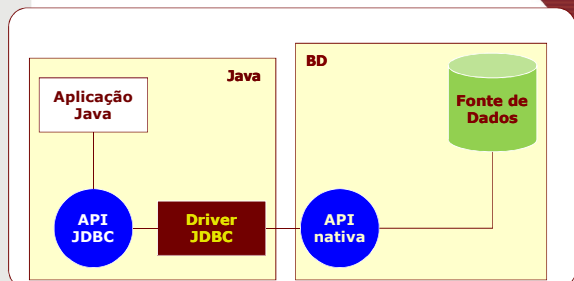 Java
Aplicação
Java
API
JDBC
Driver
JDBC
BD
Fonte de
Dados
API
nativa